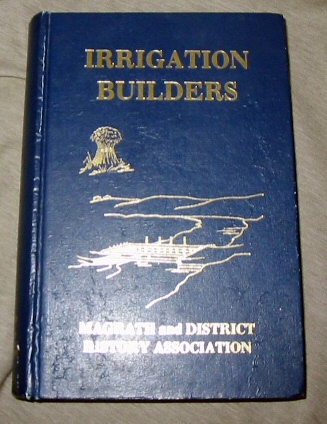 IRRIGATION
BUILDERS
MAGRATH and DISTRICT
HISTORY ASSOCIATION